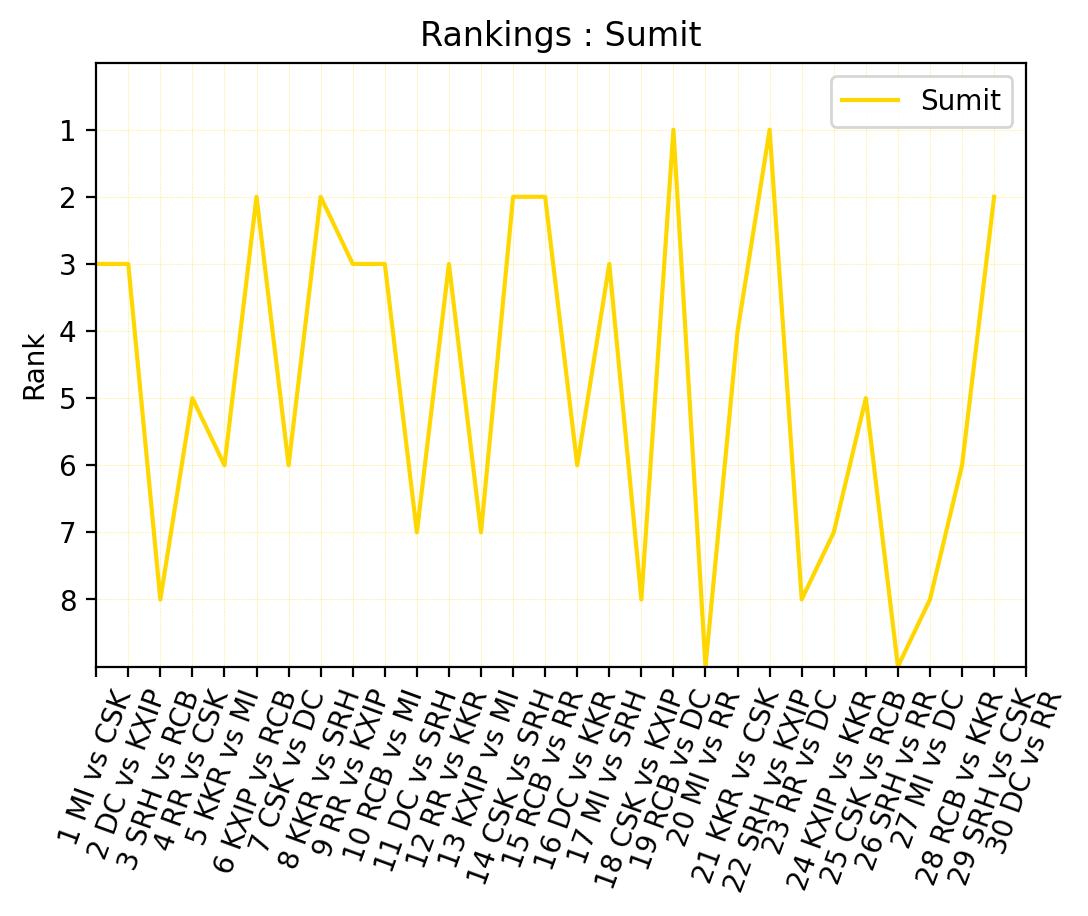 Rankings : Sumit
Sumit
Rank
1
2
3
4
5
6
7
8
1 MI vs CSK
2 DC vs KXIP
3 SRH vs RCB
4 RR vs CSK
5 KKR vs MI
6 KXIP vs RCB
7 CSK vs DC
8 KKR vs SRH
9 RR vs KXIP
10 RCB vs MI
11 DC vs SRH
12 RR vs KKR
13 KXIP vs MI
14 CSK vs SRH
15 RCB vs RR
16 DC vs KKR
17 MI vs SRH
18 CSK vs KXIP
19 RCB vs DC
20 MI vs RR
21 KKR vs CSK
22 SRH vs KXIP
23 RR vs DC
24 KXIP vs KKR
25 CSK vs RCB
26 SRH vs RR
27 MI vs DC
28 RCB vs KKR
29 SRH vs CSK
30 DC vs RR